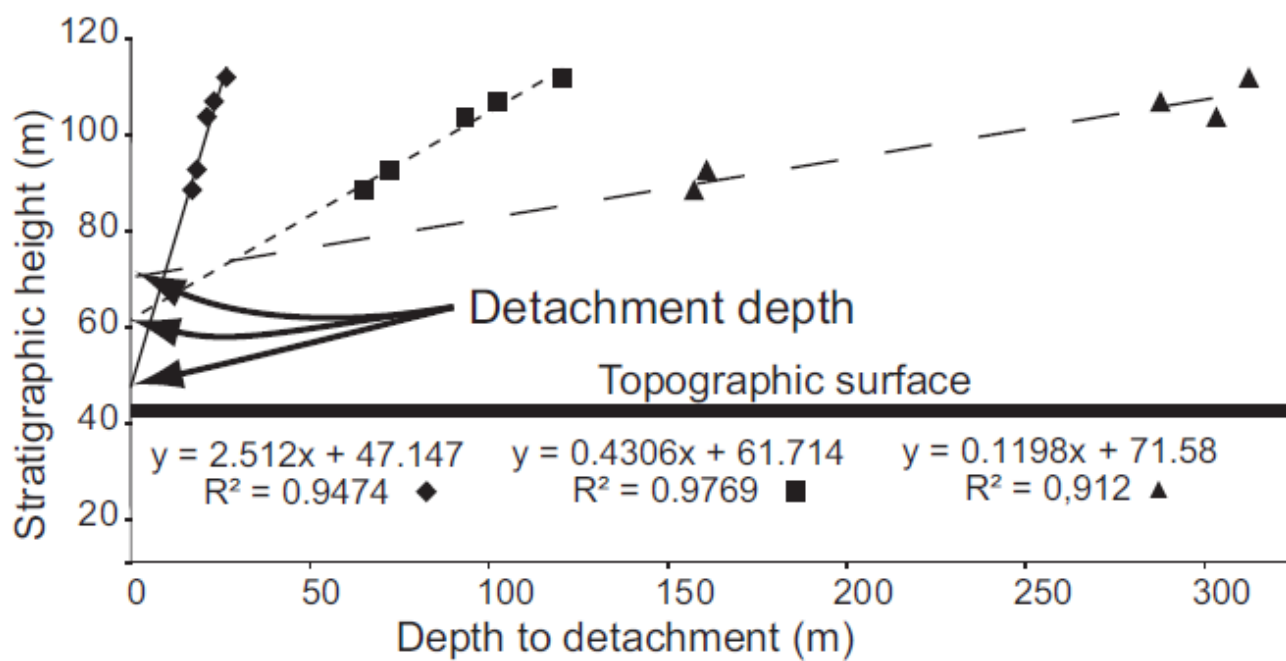 120
100
80
60
40
20
Stratigraphic height (m)
Detachment depth
Topographic surface
y = 2.512x + 47.147
R² = 0.9474
y = 0.4306x + 61.714
R² = 0.9769
y = 0.1198x + 71.58
R² = 0,912
0
50
100
150
200
250
300
Depth to detachment (m)